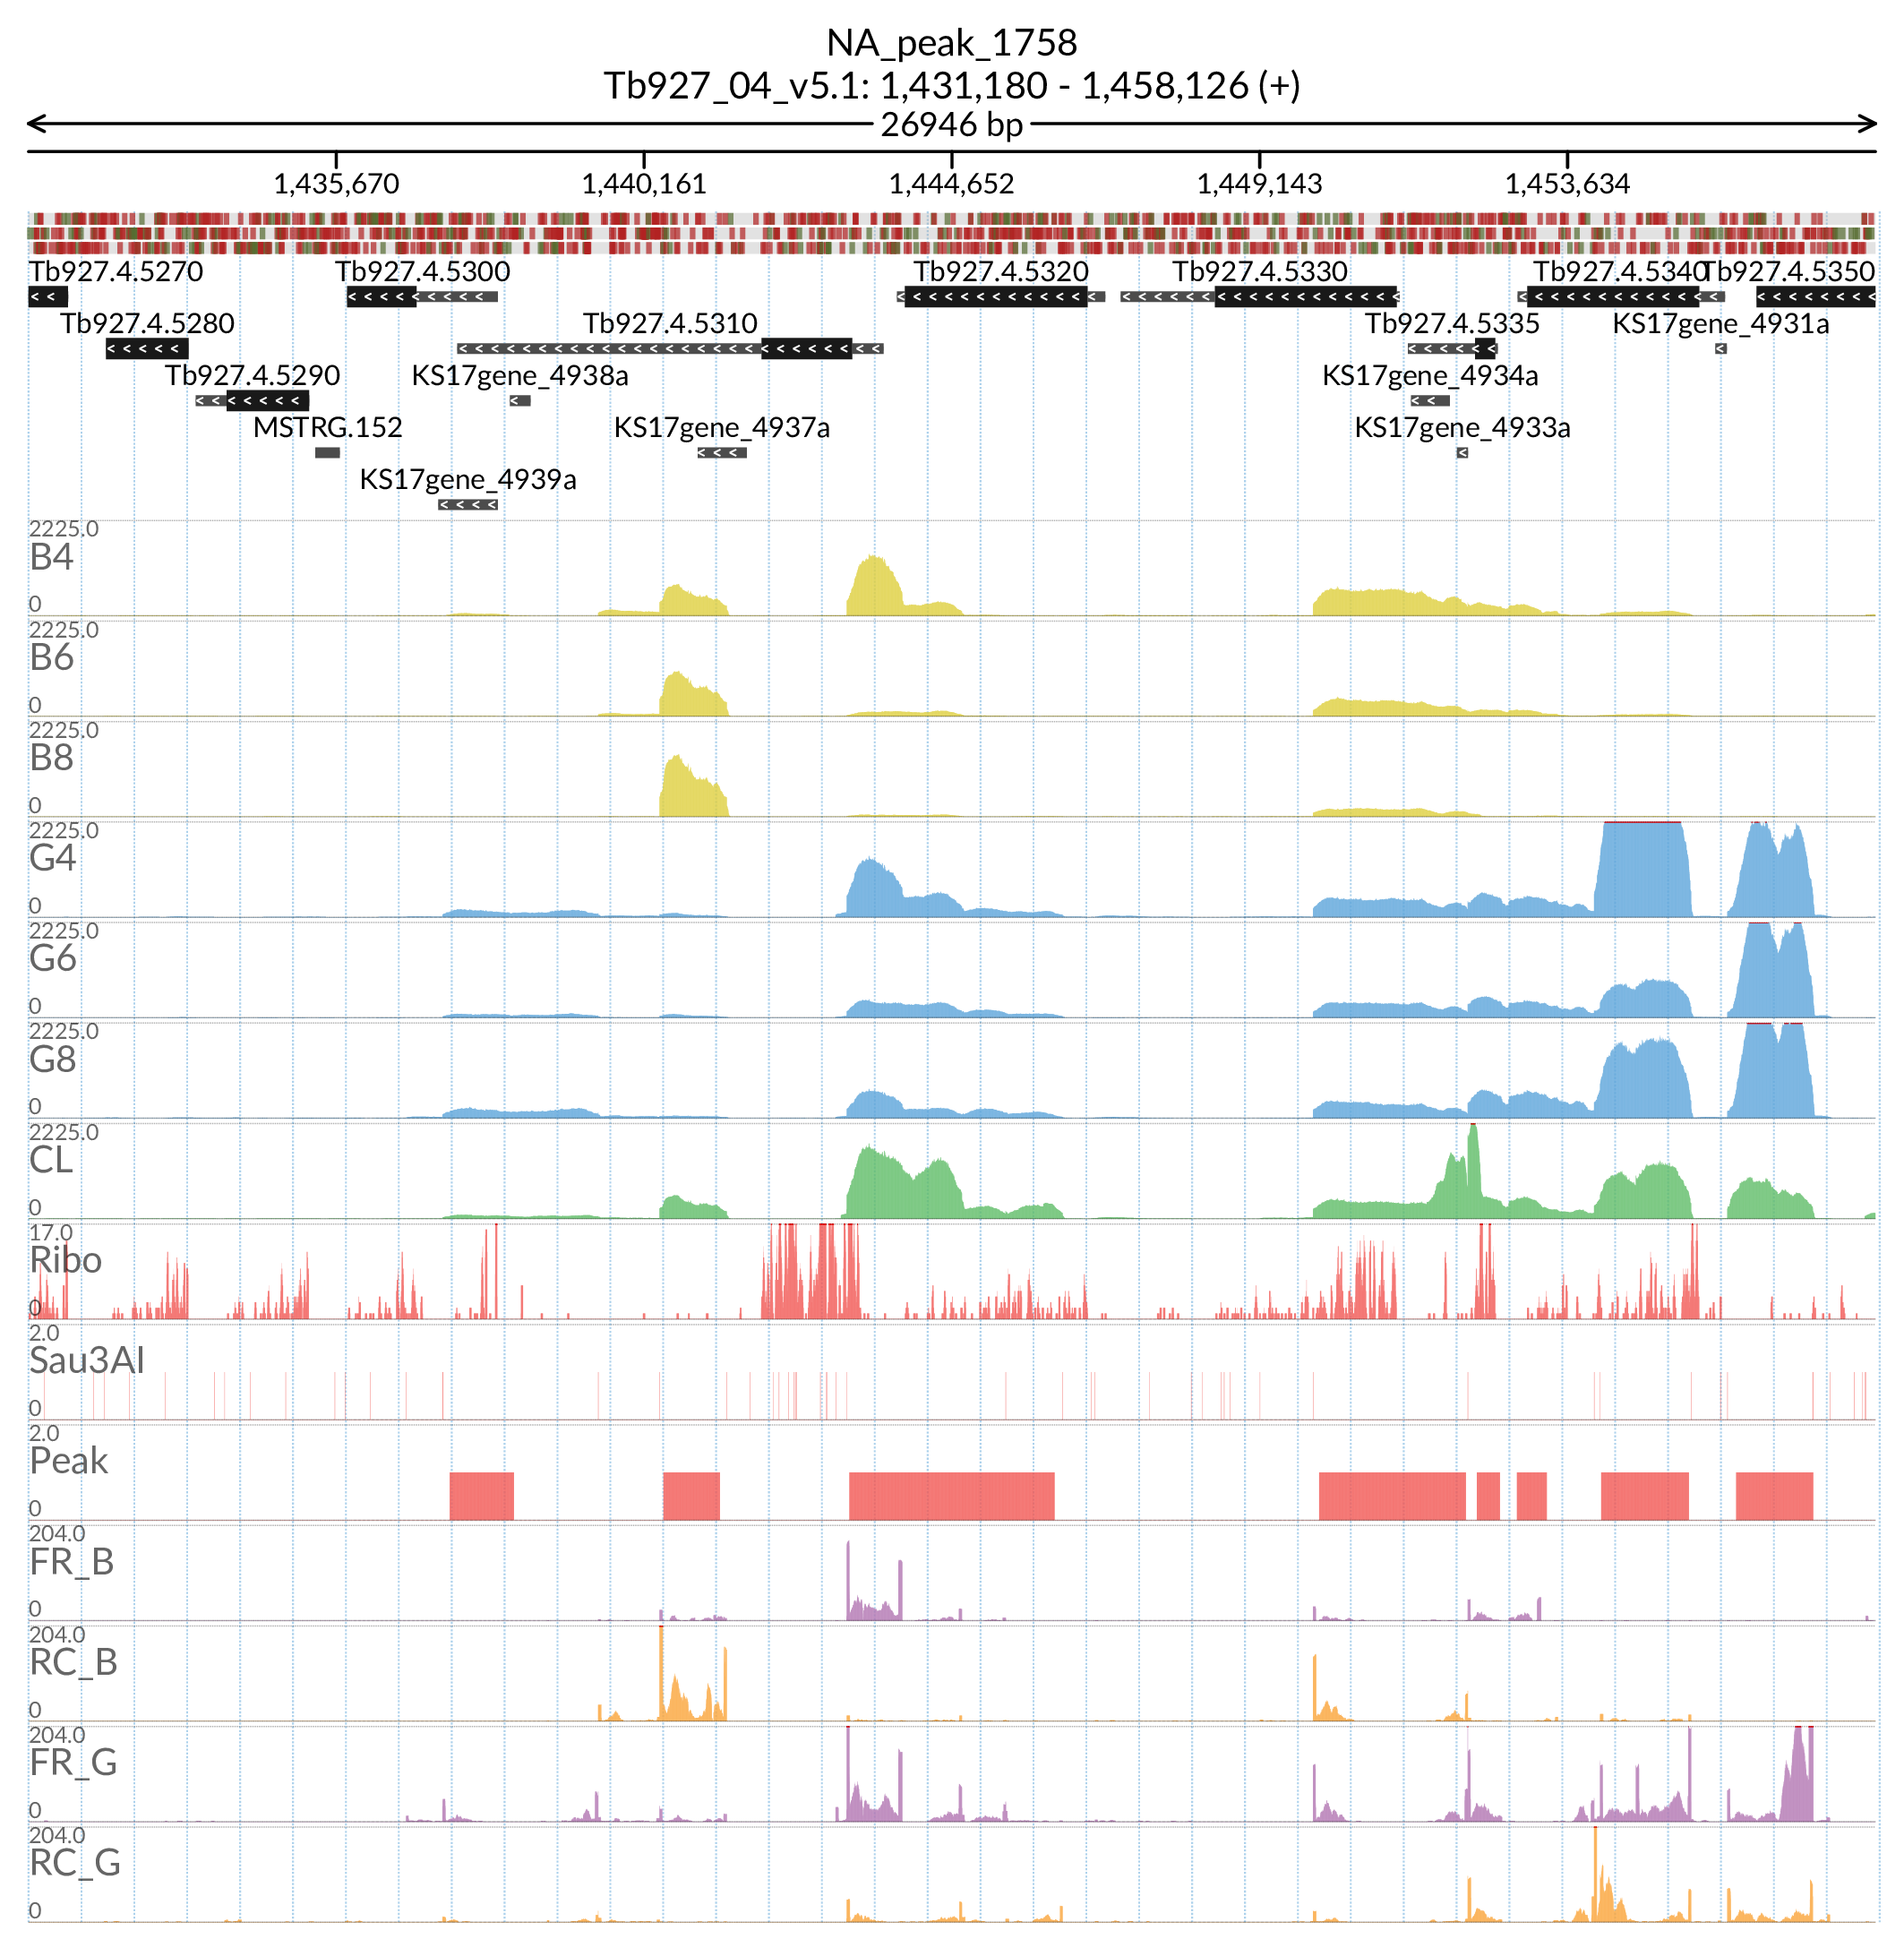 NA_peak_1758
Tb927_04_v5.1: 1,431,180 - 1,458,126 (+)
26946 bp
1,435,670 1,440,161 1,444,652 1,449,143 1,453,634
Tb927.4.5270 Tb927.4.5300 Tb927.4.5320 Tb927.4.5330 Tb927.4.5340 Tb927.4.5350
Tb927.4.5280 Tb927.4.5310 Tb927.4.5335 KS17gene_4931a
Tb927.4.5290 KS17gene_4938a KS17gene_4934a
MSTRG.152 KS17gene_4937a KS17gene_4933a
KS17gene_4939a
2225.0
B4
0
2225.0
B6
0
2225.0
B8
0
2225.0
G4
0
2225.0
G6
0
2225.0
G8
0
2225.0
CL
0
17.0
Ribo
0
2.0
Sau3AI
0
2.0
Peak
0
204.0
FR_B
0
204.0
RC_B
0
204.0
FR_G
0
204.0
RC_G
0